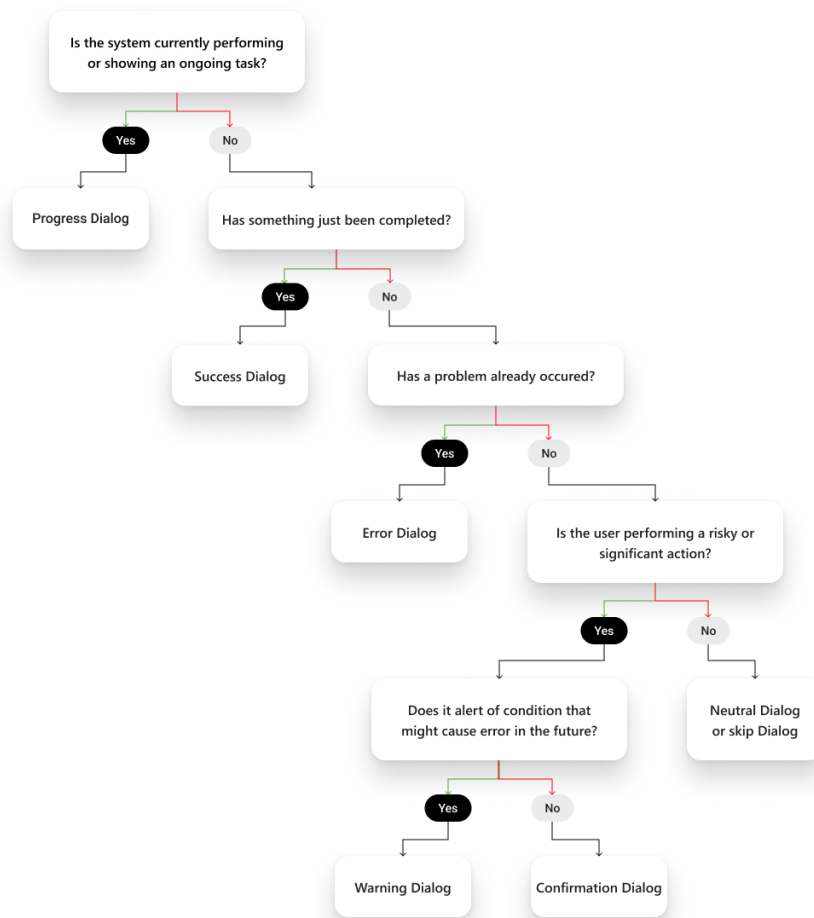 Is the system currently performing
or showing an ongoing task?
Yes
No
Progress Dialog
Has something just been completed?
Yes
No
Success Dialog
Has a problem already occured?
Yes
No
Error Dialog
Is the user performing a risky or
significant action?
Yes
No
Does it alert of condition that
might cause error in the future?
Neutral Dialog
or skip Dialog
Yes
No
Warning Dialog
Confirmation Dialog